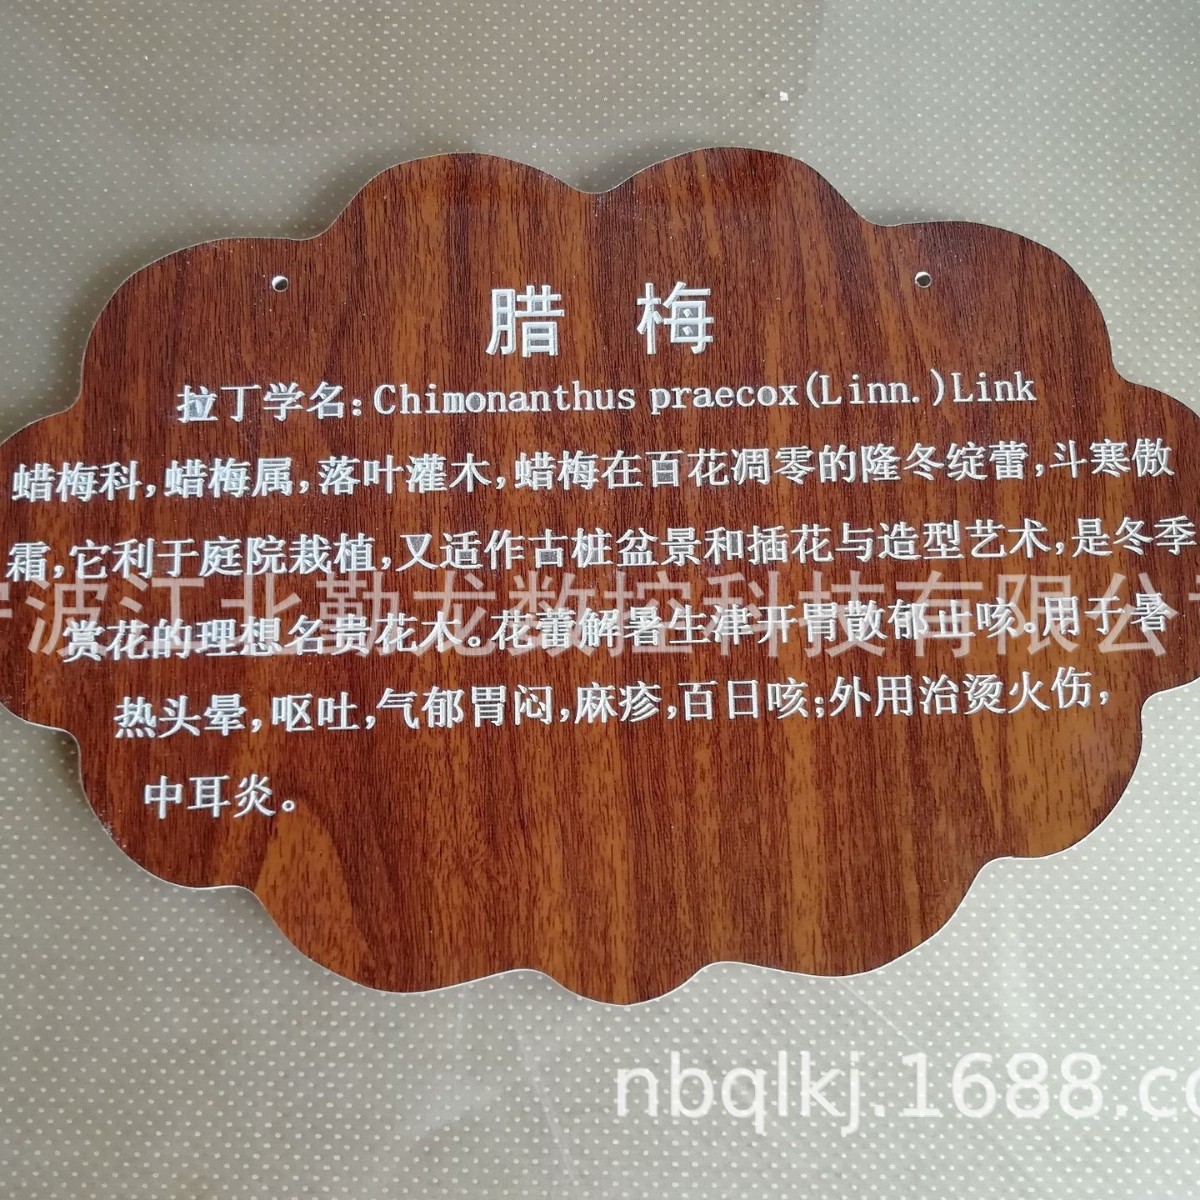 腊 梅
拉丁学名:Chimonanthus praecox(Linn.)Link
蜡梅科,蜡梅属,落叶灌木,蜡梅在百花凋零的隆冬绽蕾,斗寒傲
霜,它利于庭院栽植,又适作古桩盆景和插花与造型艺术,是冬季
赏花的理想名贵花木。花蕾解暑生津开胃散郁止咳。用于暑
宁波江北勤龙数控科技有限公
热头晕,呕吐,气郁胃闷,麻疹,百日咳;外用治烫火伤,
中耳炎。
nbqlkj.1688.co